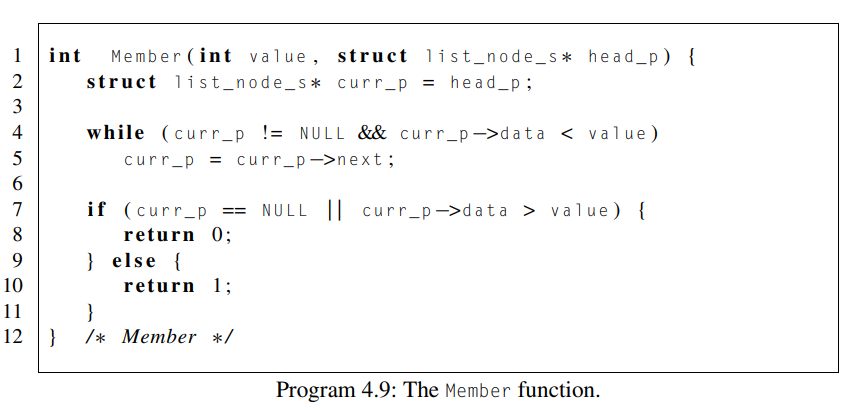 1 int Member(int value, struct list_node_s* head_p) {
2 struct list_node_s* curr_p = head_p;
3
4 while (curr_p != NULL && curr_p->data < value)
5 curr_p = curr_p->next;
6
7 if (curr_p == NULL || curr_p->data > value) {
8 return 0;
9 } else {
10 return 1;
11 }
12 } /* Member */
Program 4.9: The Member function.